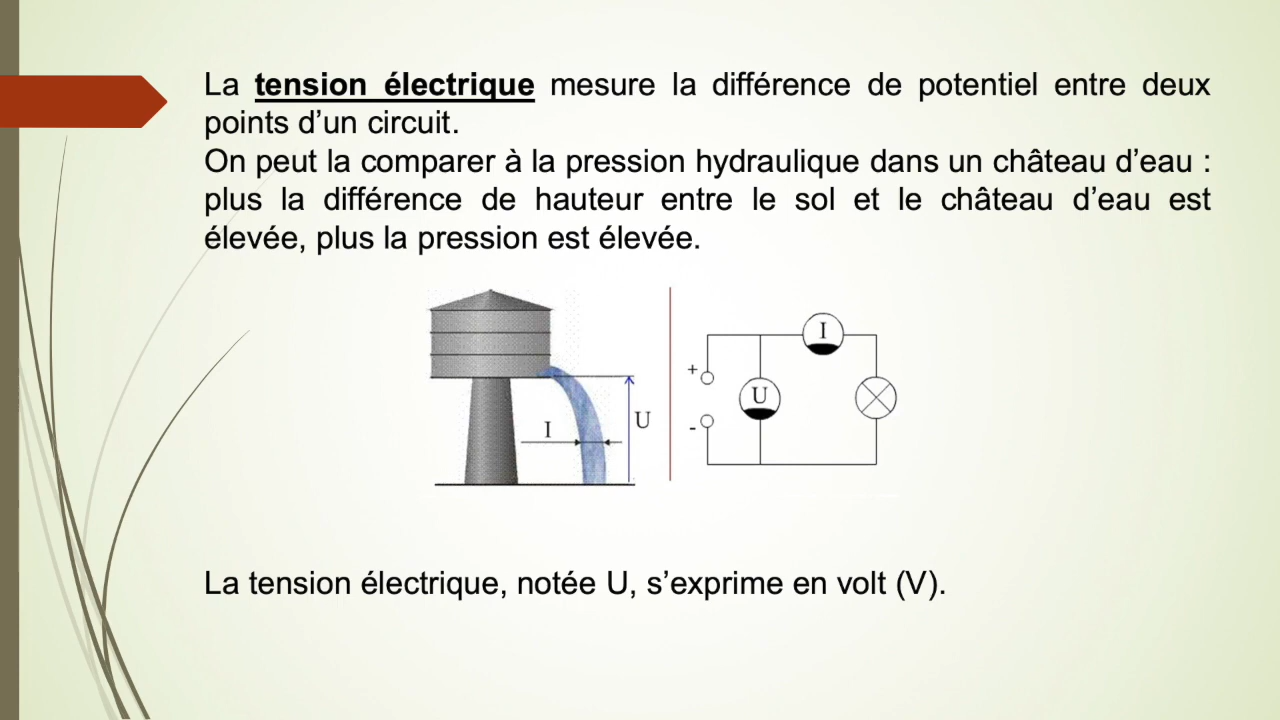 La tension électrique mesure la différence de potentiel entre deux
points d’un circuit.
On peut la comparer à la pression hydraulique dans un château d’eau :
plus la différence de hauteur entre le sol et le château d’eau est
élevée, plus la pression est élevée.
I
U
+
-
U
I
La tension électrique, notée U, s’exprime en volt (V).